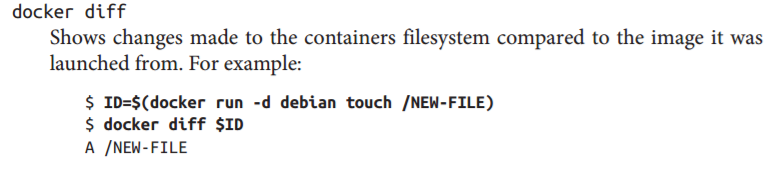 docker diff
Shows changes made to the containers filesystem compared to the image it was
launched from. For example:
$ ID=$(docker run -d debian touch /NEW-FILE)
$ docker diff $ID
A /NEW-FILE